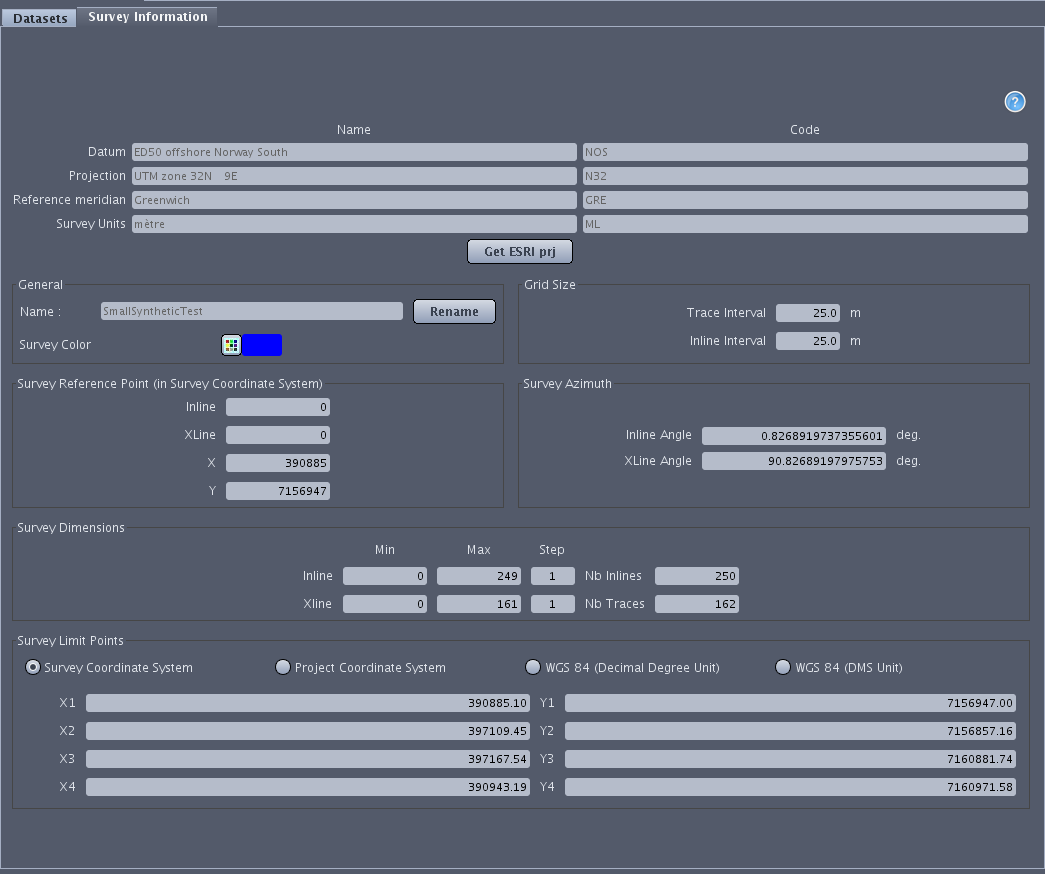 Datasets Survey Information
?
Name Code
Datum ED50 offshore Norway South NOS
Projection UTM zone 32N 9E N32
Reference meridian Greenwich GRE
Survey Units mètre ML
Get ESRI prj
General
Name : SmallSyntheticTest Rename
Survey Color
Grid Size
Trace Interval 25.0 m
Inline Interval 25.0 m
Survey Reference Point (in Survey Coordinate System)
Inline 0
XLine 0
X 390885
Y 7156947
Survey Azimuth
Inline Angle 0.8268919737355601 deg.
XLine Angle 90.82689197975753 deg.
Survey Dimensions
Min Max Step
Inline 0 249 1 Nb Inlines 250
Xline 0 161 1 Nb Traces 162
Survey Limit Points
Survey Coordinate System Project Coordinate System WGS 84 (Decimal Degree Unit) WGS 84 (DMS Unit)
X1 390885.10 Y1 7156947.00
X2 397109.45 Y2 7156857.16
X3 397167.54 Y3 7160881.74
X4 390943.19 Y4 7160971.58